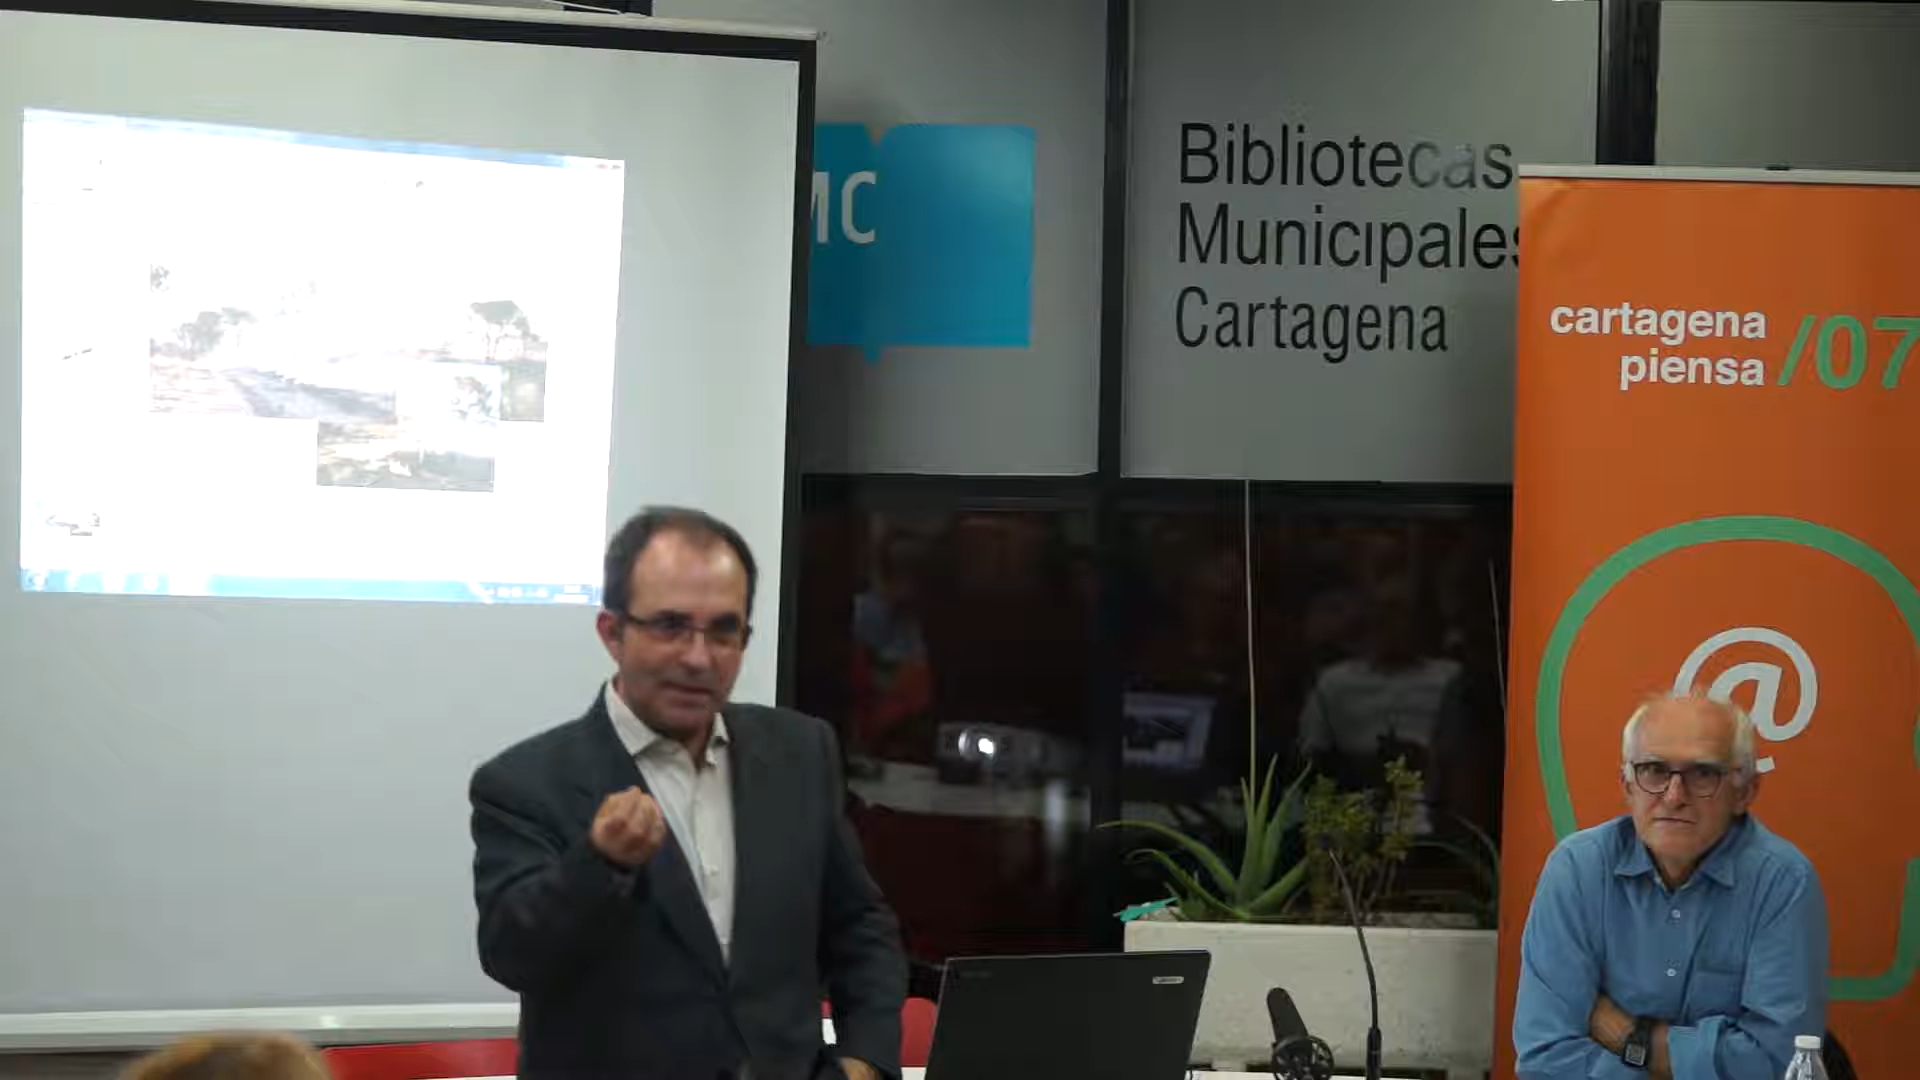 MC
Bibliotecas
Municipales
Cartagena
cartagena
piensa /07
@